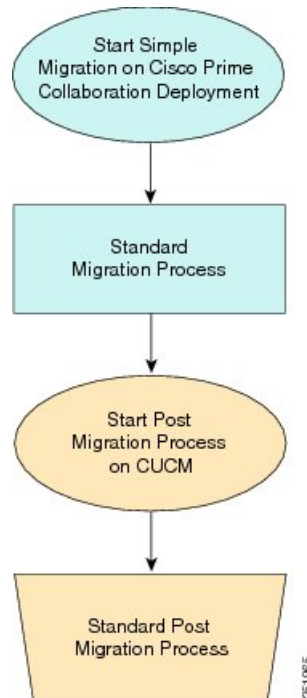 Start Simple
Migration on Cisco Prime
Collaboration Deployment
Standard
Migration Process
Start Post
Migration Process
on CUCM
Standard Post
Migration Process